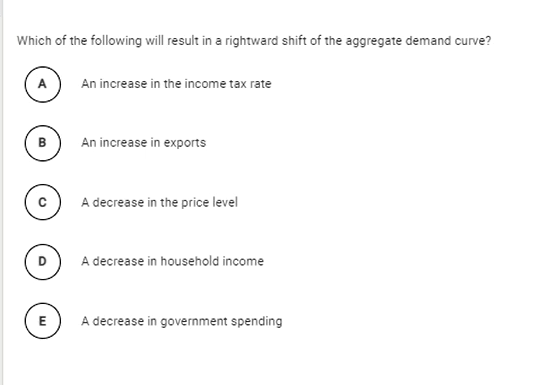 Which of the following will result in a rightward shift of the aggregate demand curve?
A An increase in the income tax rate
B An increase in exports
C A decrease in the price level
D A decrease in household income
E A decrease in government spending